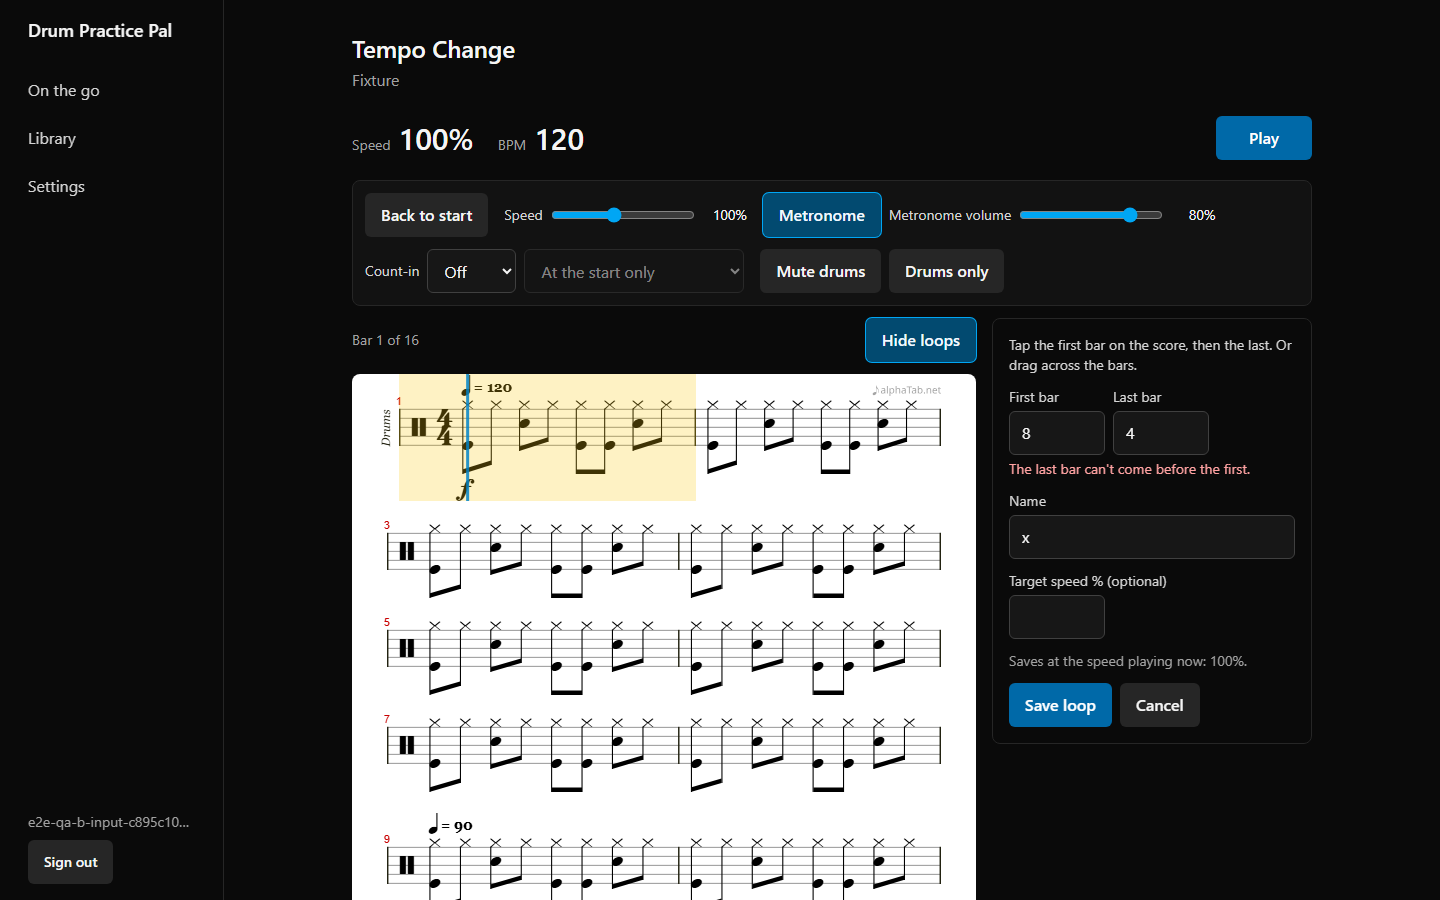 Drum Practice Pal
On the go
Library
Settings
e2e-qa-b-input-c895c10...
Sign out
Tempo Change
Fixture
Speed 100% BPM 120
Play
Back to start Speed 100% Metronome Metronome volume 80%
Count-in Off At the start only Mute drums Drums only
Bar 1 of 16
Hide loops
= 120
alphaTab.net
1
Drums
4
4
f
3
5
7
= 90
9
Tap the first bar on the score, then the last. Or
drag across the bars.
First bar Last bar
8 4
The last bar can't come before the first.
Name
x
Target speed % (optional)
Saves at the speed playing now: 100%.
Save loop Cancel